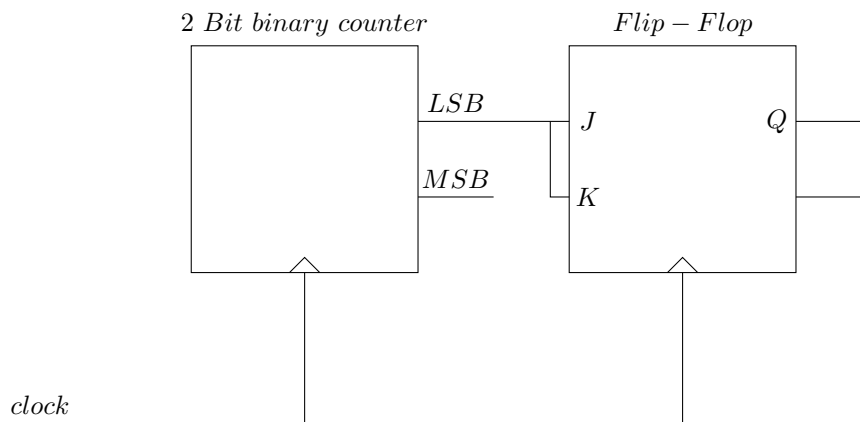 2 Bit binary counter
Flip − Flop
LSB
J
Q
MSB
K
clock